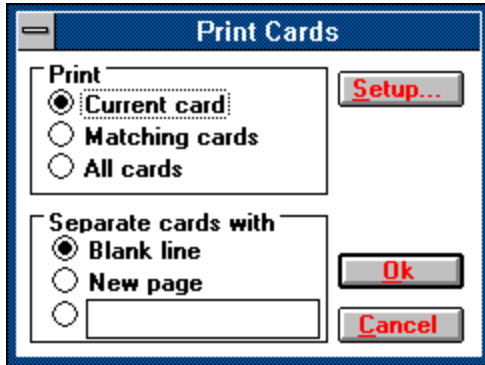 Print Cards
Print
Current card
Matching cards
All cards
Setup...
Separate cards with
Blank line
New page
Ok
Cancel